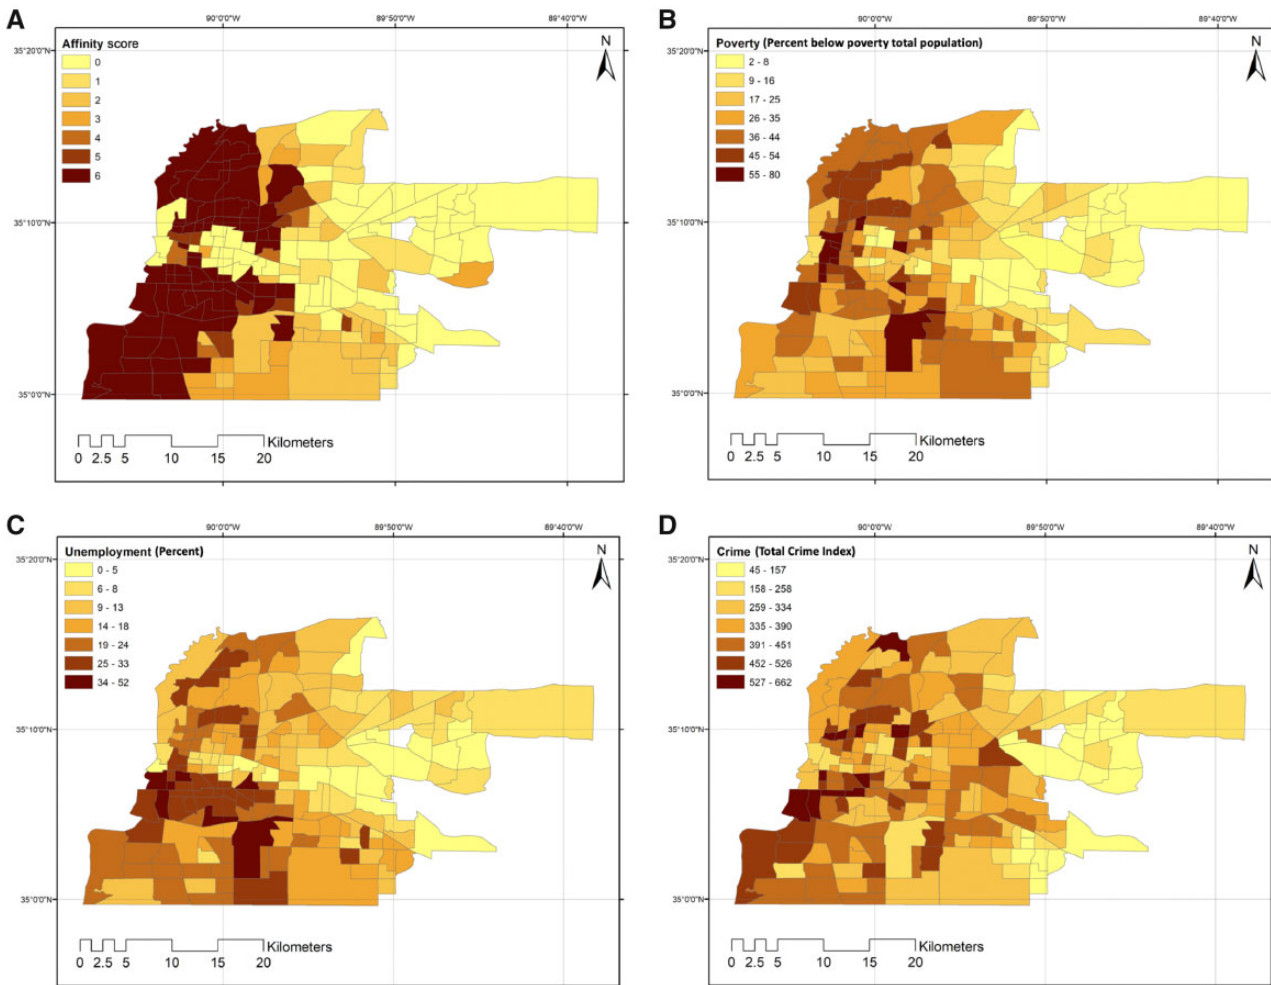 A
90°0'0"W 89°50'0"W 89°40'0"W
35°20'0"N
35°10'0"N
35°0'0"N
Affinity score
0
1
2
3
4
5
6
N
Kilometers
0 2.5 5 10 15 20
B
90°0'0"W 89°50'0"W 89°40'0"W
35°20'0"N
35°10'0"N
35°0'0"N
Poverty (Percent below poverty total population)
2 - 8
9 - 16
17 - 25
26 - 35
36 - 44
45 - 54
55 - 80
N
Kilometers
0 2.5 5 10 15 20
C
90°0'0"W 89°50'0"W 89°40'0"W
35°20'0"N
35°10'0"N
35°0'0"N
Unemployment (Percent)
0 - 5
6 - 8
9 - 13
14 - 18
19 - 24
25 - 33
34 - 52
N
Kilometers
0 2.5 5 10 15 20
D
90°0'0"W 89°50'0"W 89°40'0"W
35°20'0"N
35°10'0"N
35°0'0"N
Crime (Total Crime Index)
45 - 157
158 - 258
259 - 334
335 - 390
391 - 451
452 - 526
527 - 662
N
Kilometers
0 2.5 5 10 15 20